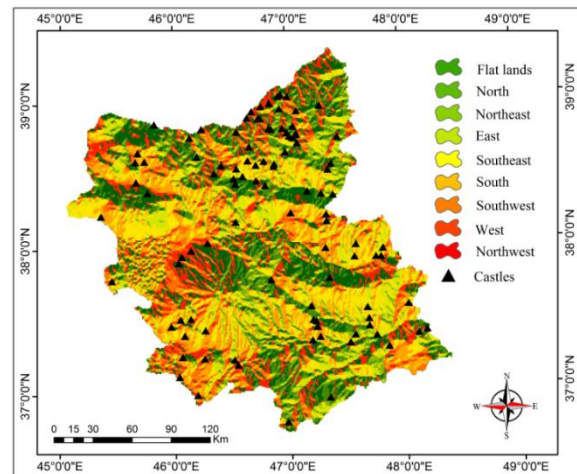 45°0'0"E 46°0'0"E 47°0'0"E 48°0'0"E 49°0'0"E
39°0'0"N
38°0'0"N
37°0'0"N
Flat lands
North
Northeast
East
Southeast
South
Southwest
West
Northwest
Castles
39°0'0"N
38°0'0"N
37°0'0"N
N
W E
S
0 15 30 60 90 120
Km
45°0'0"E 46°0'0"E 47°0'0"E 48°0'0"E 49°0'0"E